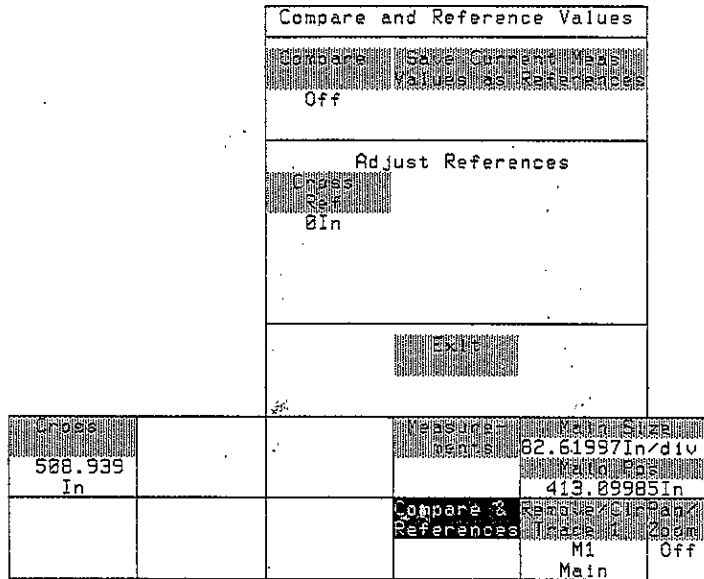 Compare and Reference Values
Compare Save Current Meas
Values as References
Off
Adjust References
Cross
Ref
0In
Exit
Cross Measure- Main Size
ments 82.61997In/div
508.939 Main Pos
In 413.09985In
Compare & Remove/Clr Pan/
References Trace 1 Zoom
M1 Off
Main